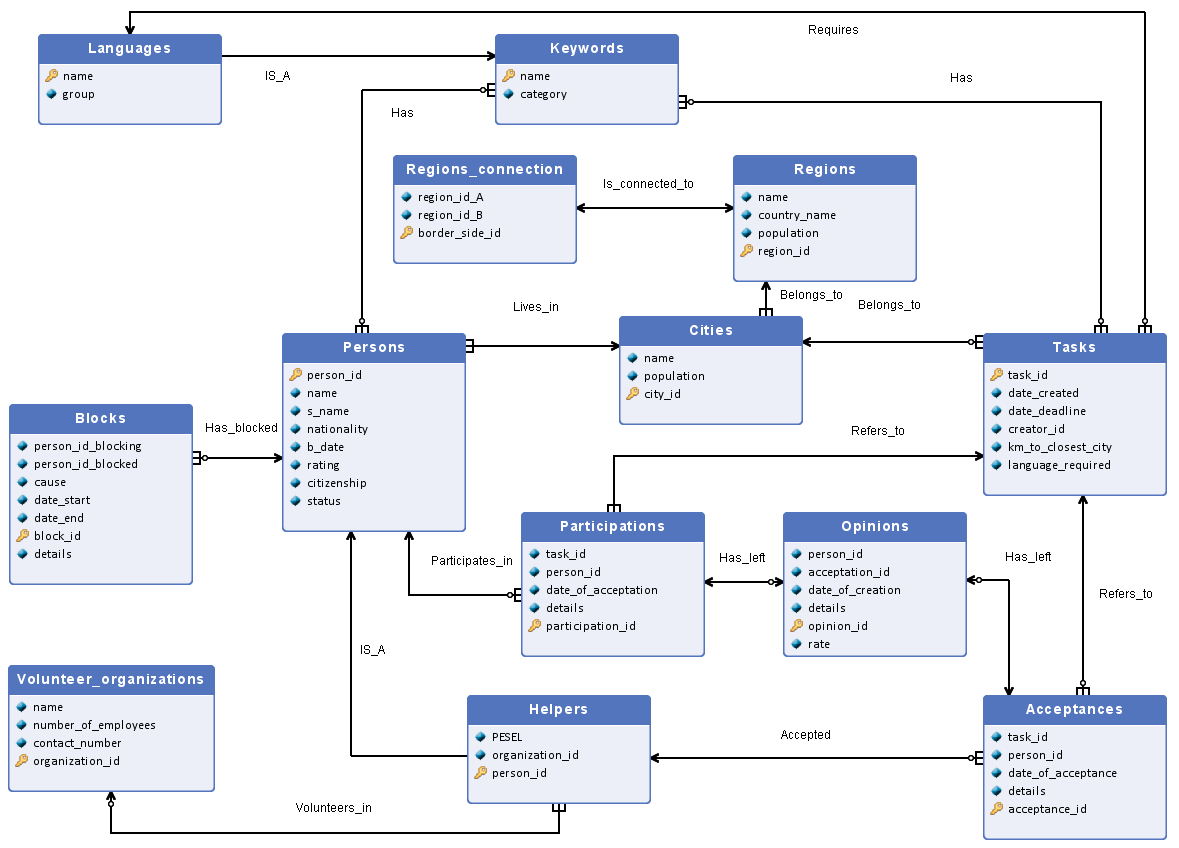 Requires
Languages
name
group
IS_A
Keywords
name
category
Has
Has
Regions_connection
region_id_A
region_id_B
border_side_id
Is_connected_to
Regions
name
country_name
population
region_id
Belongs_to
Belongs_to
Lives_in
Cities
name
population
city_id
Persons
person_id
name
s_name
nationality
b_date
rating
citizenship
status
Tasks
task_id
date_created
date_deadline
creator_id
km_to_closest_city
language_required
Blocks
person_id_blocking
person_id_blocked
cause
date_start
date_end
block_id
details
Has_blocked
Refers_to
Participations
task_id
person_id
date_of_acceptation
details
participation_id
Participates_in
Has_left
Opinions
person_id
acceptation_id
date_of_creation
details
opinion_id
rate
Has_left
Refers_to
IS_A
Volunteer_organizations
name
number_of_employees
contact_number
organization_id
Helpers
PESEL
organization_id
person_id
Accepted
Acceptances
task_id
person_id
date_of_acceptance
details
acceptance_id
Volunteers_in